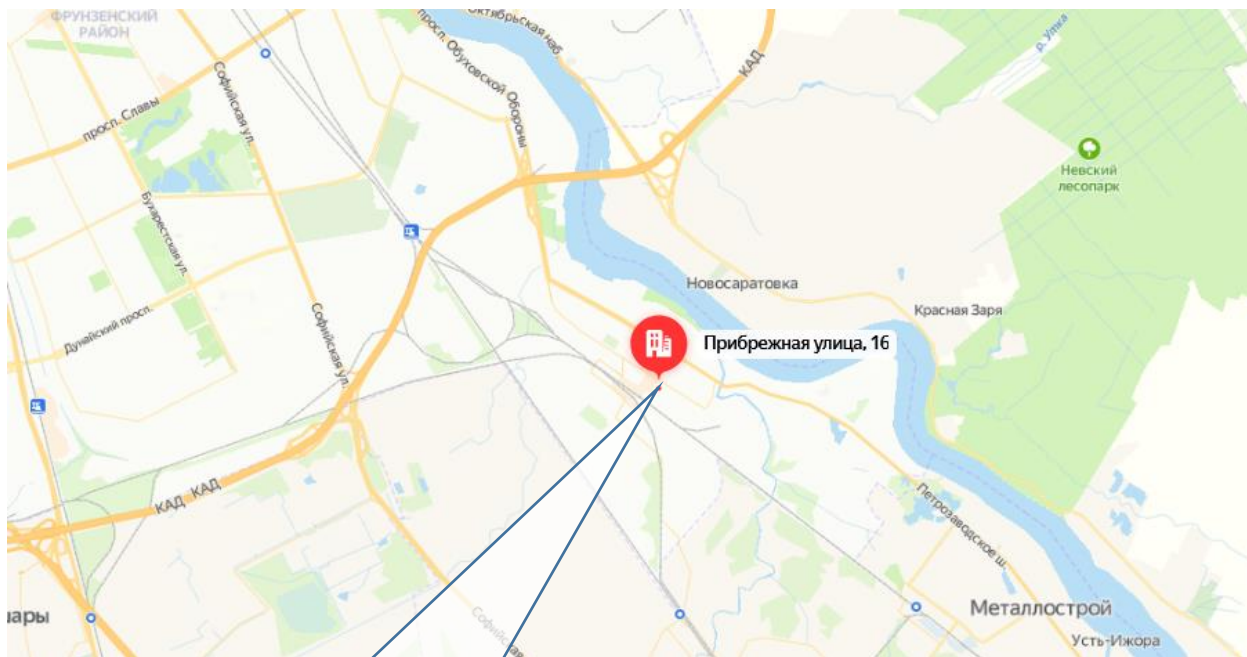 ФРУНЗЕНСКИЙ
РАЙОН
Октябрьская наб.
просп. Обуховской Обороны
КАД
р. Утка
Софийская ул.
просп. Славы
Невский
лесопарк
Бухарестская ул.
Новосаратовка
Красная Заря
Дунайский просп.
Софийская ул.
Прибрежная улица, 16
КАД КАД
Петрозаводское ш.
Металлострой
Усть-Ижора
Софийская